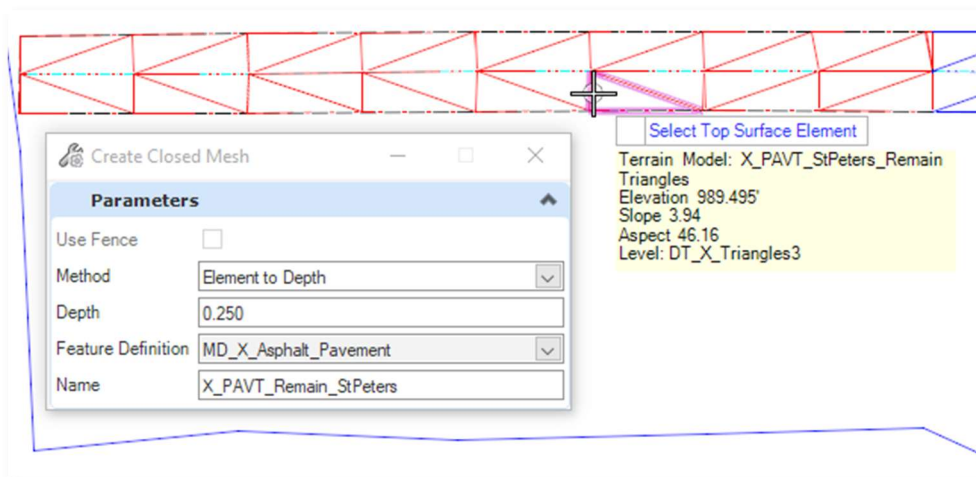 Select Top Surface Element
Terrain Model: X_PAVT_StPeters_Remain
Triangles
Elevation 989.495'
Slope 3.94
Aspect 46.16
Level: DT_X_Triangles3
Create Closed Mesh
Parameters
Use Fence
Method Element to Depth
Depth 0.250
Feature Definition MD_X_Asphalt_Pavement
Name X_PAVT_Remain_StPeters